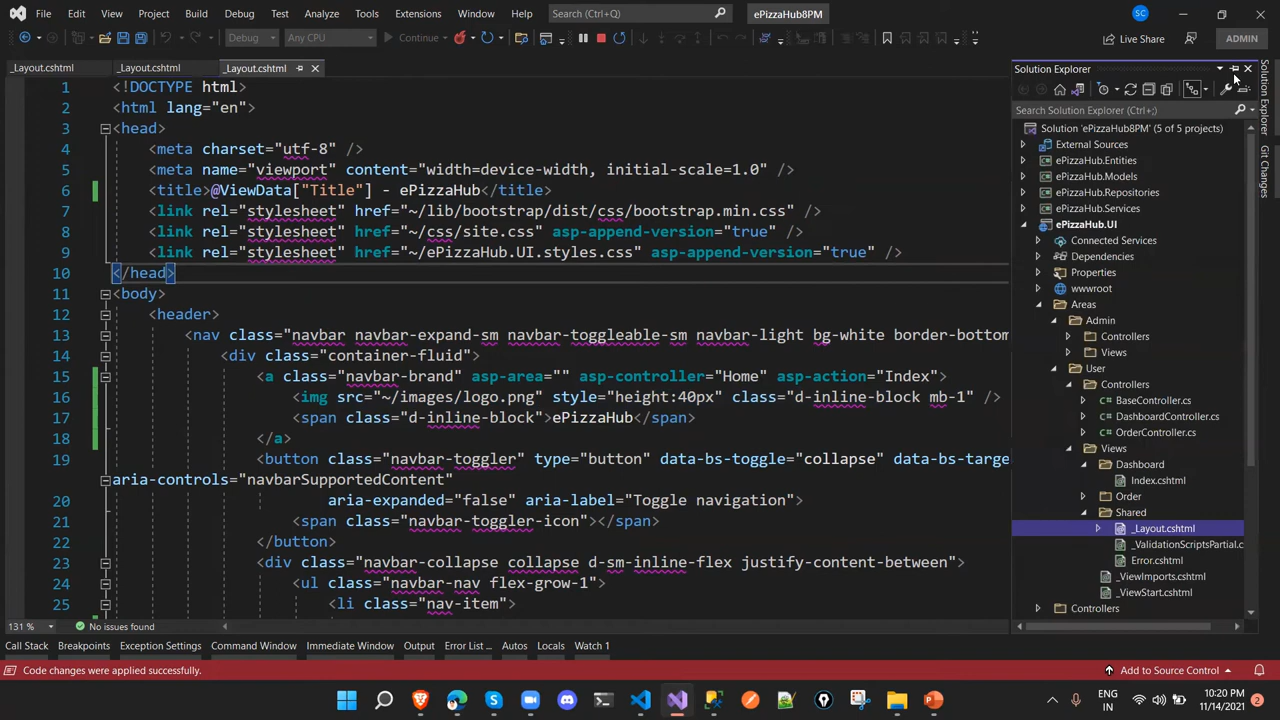 File Edit View Project Build Debug Test Analyze Tools Extensions Window Help Search (Ctrl+Q) ePizzaHub8PM SC
Debug Any CPU Continue Live Share ADMIN
_Layout.cshtml _Layout.cshtml _Layout.cshtml
1 <!DOCTYPE html>
2 <html lang="en">
3 <head>
4 <meta charset="utf-8" />
5 <meta name="viewport" content="width=device-width, initial-scale=1.0" />
6 <title>@ViewData["Title"] - ePizzaHub</title>
7 <link rel="stylesheet" href="~/lib/bootstrap/dist/css/bootstrap.min.css" />
8 <link rel="stylesheet" href="~/css/site.css" asp-append-version="true" />
9 <link rel="stylesheet" href="~/ePizzaHub.UI.styles.css" asp-append-version="true" />
10 </head>
11 <body>
12 <header>
13 <nav class="navbar navbar-expand-sm navbar-toggleable-sm navbar-light bg-white border-bottom
14 <div class="container-fluid">
15 <a class="navbar-brand" asp-area="" asp-controller="Home" asp-action="Index">
16 <img src="~/images/logo.png" style="height:40px" class="d-inline-block mb-1" />
17 <span class="d-inline-block">ePizzaHub</span>
18 </a>
19 <button class="navbar-toggler" type="button" data-bs-toggle="collapse" data-bs-targe
aria-controls="navbarSupportedContent"
20 aria-expanded="false" aria-label="Toggle navigation">
21 <span class="navbar-toggler-icon"></span>
22 </button>
23 <div class="navbar-collapse collapse d-sm-inline-flex justify-content-between">
24 <ul class="navbar-nav flex-grow-1">
25 <li class="nav-item">
131 % No issues found
Solution Explorer
Search Solution Explorer (Ctrl+;)
Solution 'ePizzaHub8PM' (5 of 5 projects)
External Sources
ePizzaHub.Entities
ePizzaHub.Models
ePizzaHub.Repositories
ePizzaHub.Services
ePizzaHub.UI
Connected Services
Dependencies
Properties
wwwroot
Areas
Admin
Controllers
Views
User
Controllers
BaseController.cs
DashboardController.cs
OrderController.cs
Views
Dashboard
Index.cshtml
Order
Shared
_Layout.cshtml
_ValidationScriptsPartial.c
Error.cshtml
_ViewImports.cshtml
_ViewStart.cshtml
Controllers
Solution Explorer
Git Changes
Call Stack Breakpoints Exception Settings Command Window Immediate Window Output Error List ... Autos Locals Watch 1
Code changes were applied successfully. Add to Source Control
ENG
IN
10:20 PM
11/14/2021
2